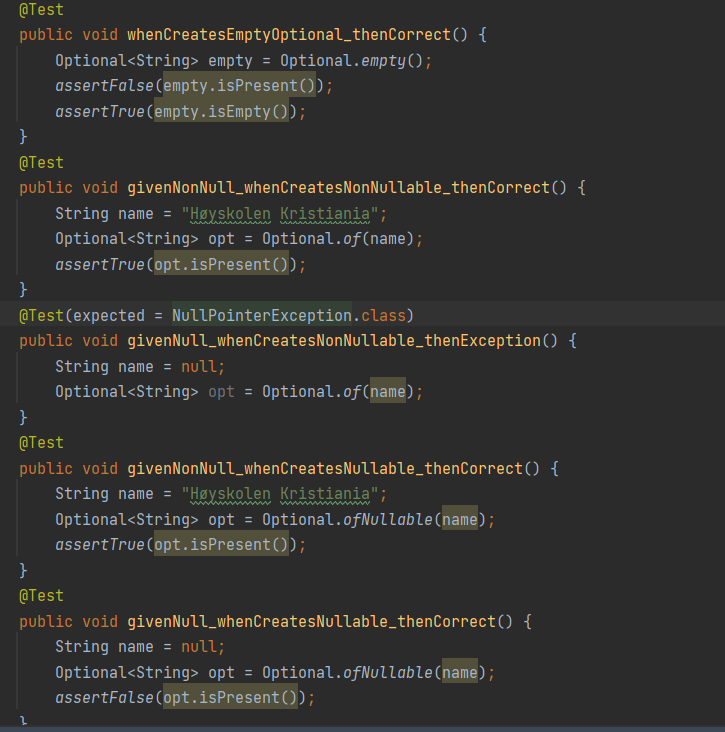 @Test
public void whenCreatesEmptyOptional_thenCorrect() {
    Optional<String> empty = Optional.empty();
    assertFalse(empty.isPresent());
    assertTrue(empty.isEmpty());
}
@Test
public void givenNonNull_whenCreatesNonNullable_thenCorrect() {
    String name = "Høyskolen Kristiania";
    Optional<String> opt = Optional.of(name);
    assertTrue(opt.isPresent());
}
@Test(expected = NullPointerException.class)
public void givenNull_whenCreatesNonNullable_thenException() {
    String name = null;
    Optional<String> opt = Optional.of(name);
}
@Test
public void givenNonNull_whenCreatesNullable_thenCorrect() {
    String name = "Høyskolen Kristiania";
    Optional<String> opt = Optional.ofNullable(name);
    assertTrue(opt.isPresent());
}
@Test
public void givenNull_whenCreatesNullable_thenCorrect() {
    String name = null;
    Optional<String> opt = Optional.ofNullable(name);
    assertFalse(opt.isPresent());
}